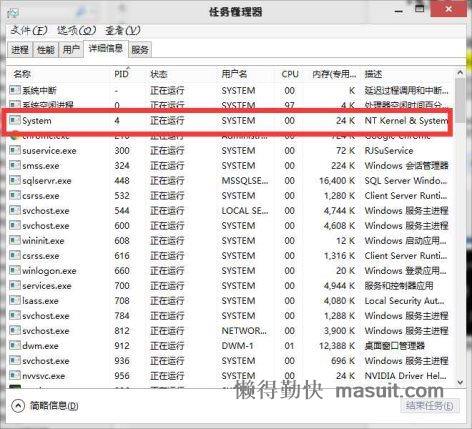 任务管理器
文件(F) 选项(O) 查看(V)
进程 性能 用户 详细信息 服务
名称 PID 状态 用户名 CPU 内存(专用... 描述
系统中断 - 正在运行 SYSTEM 00 K 延迟过程调用和中断...
系统空闲进程 0 正在运行 SYSTEM 97 4 K 处理器空闲时间百分...
System 4 正在运行 SYSTEM 00 24 K NT Kernel & System
chrome.exe 正在运行 Administr... 00 724 K Google Chrome
suservice.exe 300 正在运行 SYSTEM 00 72 K RJSuService
smss.exe 324 正在运行 SYSTEM 00 224 K Windows 会话管理器
sqlservr.exe 448 正在运行 MSSQLSE... 00 16,400 K SQL Server Windo...
csrss.exe 532 正在运行 SYSTEM 00 1,280 K Client Server Runti...
svchost.exe 544 正在运行 LOCAL SE... 00 4,744 K Windows 服务主进程
svchost.exe 600 正在运行 SYSTEM 00 4,608 K Windows 服务主进程
wininit.exe 608 正在运行 SYSTEM 00 12 K Windows 启动应用...
csrss.exe 616 正在运行 SYSTEM 00 1,316 K Client Server Runti...
winlogon.exe 660 正在运行 SYSTEM 00 20 K Windows 登录应用...
services.exe 700 正在运行 SYSTEM 00 4,944 K 服务和控制器应用
lsass.exe 708 正在运行 SYSTEM 00 4,080 K Local Security Aut...
svchost.exe 784 正在运行 SYSTEM 00 1,788 K Windows 服务主进程
svchost.exe 812 正在运行 NETWOR... 00 3,900 K Windows 服务主进程
dwm.exe 912 正在运行 DWM-1 01 12,388 K 桌面窗口管理器
svchost.exe 936 正在运行 SYSTEM 00 696 K Windows 服务主进程
nvvsvc.exe 956 正在运行 SYSTEM 00 24 K NVIDIA Driver Hel...
懒得勤快 masuit.com
简略信息(D) 结束任务(E)